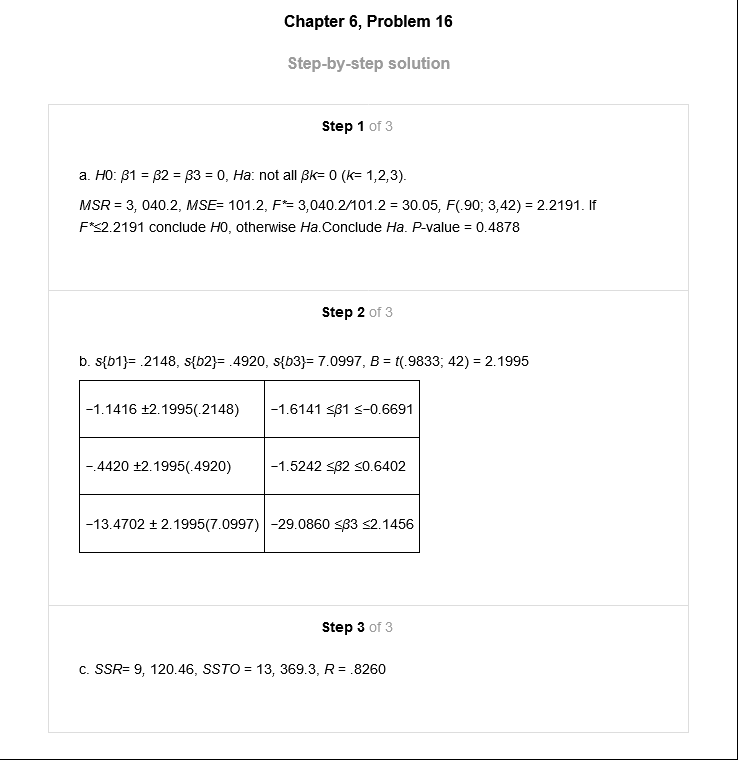 Chapter 6, Problem 16
Step-by-step solution
Step 1 of 3
a. H0: β1 = β2 = β3 = 0, Ha: not all βk= 0 (k= 1,2,3).
MSR = 3, 040.2, MSE= 101.2, F*= 3,040.2/101.2 = 30.05, F(.90; 3,42) = 2.2191. If
F*≤2.2191 conclude H0, otherwise Ha.Conclude Ha. P-value = 0.4878
Step 2 of 3
b. s{b1}= .2148, s{b2}= .4920, s{b3}= 7.0997, B = t(.9833; 42) = 2.1995
−1.1416 ±2.1995(.2148) −1.6141 ≤β1 ≤−0.6691
−.4420 ±2.1995(.4920) −1.5242 ≤β2 ≤0.6402
−13.4702 ± 2.1995(7.0997) −29.0860 ≤β3 ≤2.1456
Step 3 of 3
c. SSR= 9, 120.46, SSTO = 13, 369.3, R = .8260